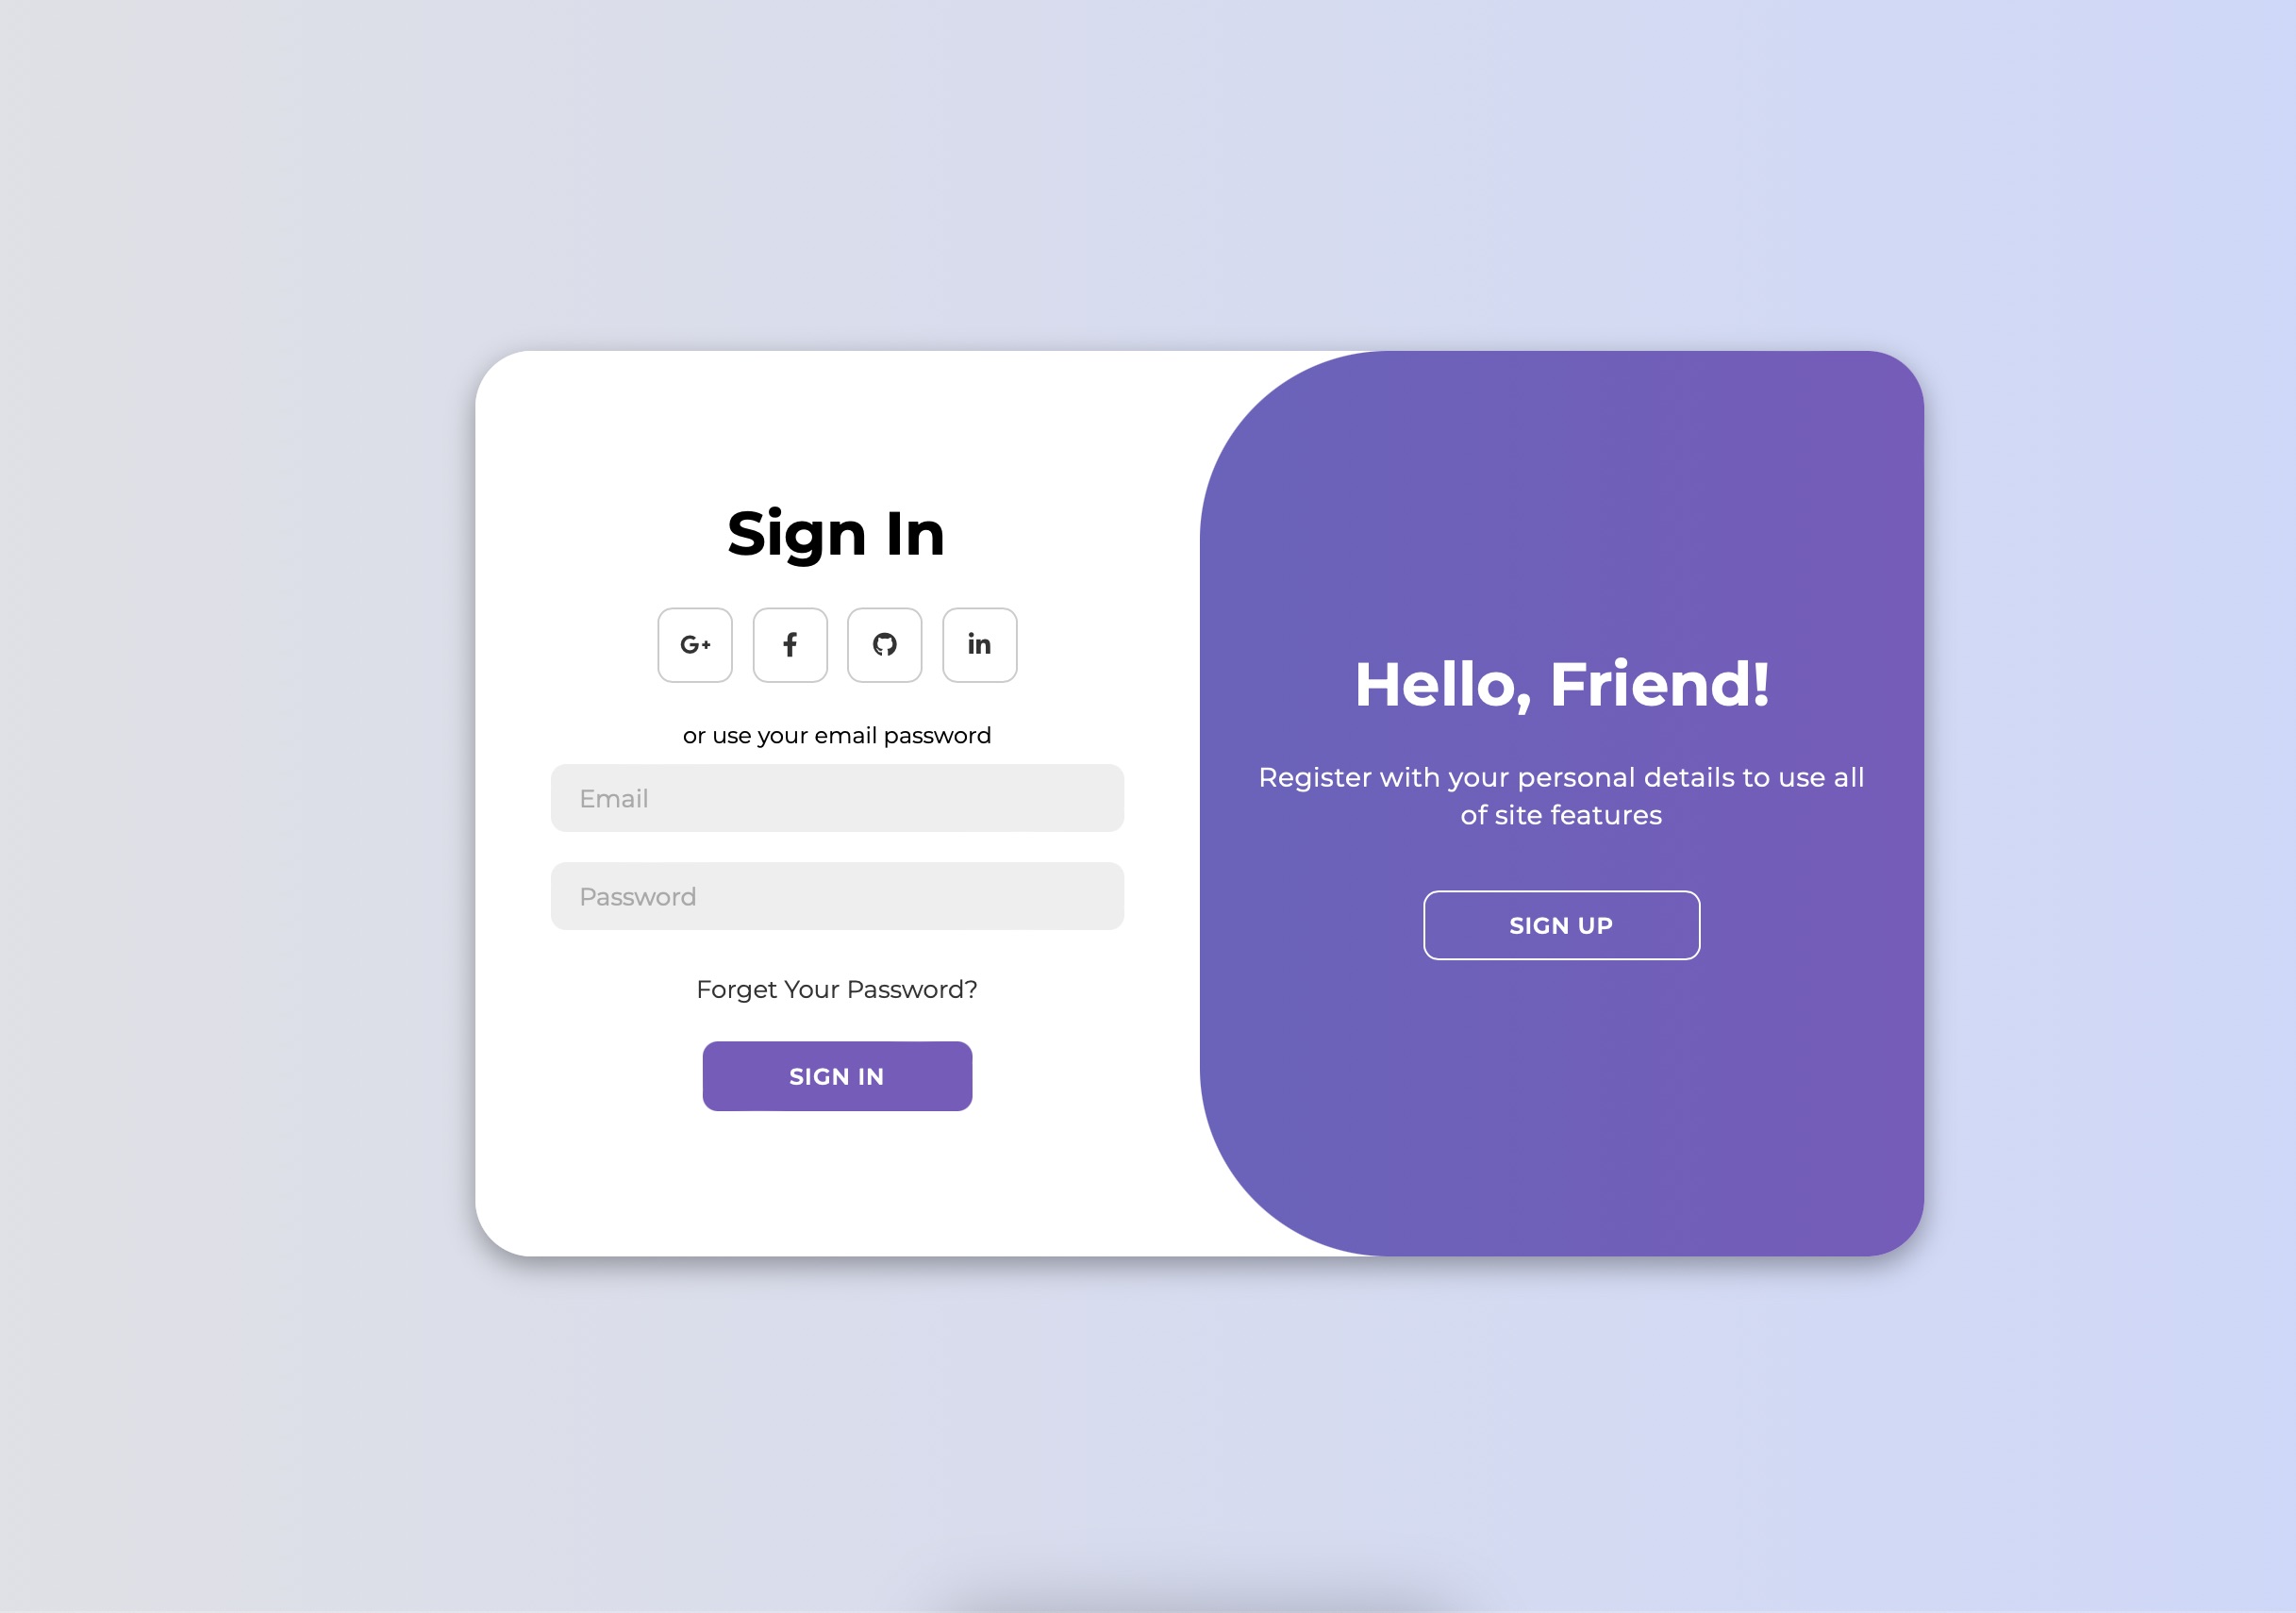 Sign In
G+
f
in
or use your email password
Email
Password
Forget Your Password?
SIGN IN
Hello, Friend!
Register with your personal details to use all
of site features
SIGN UP